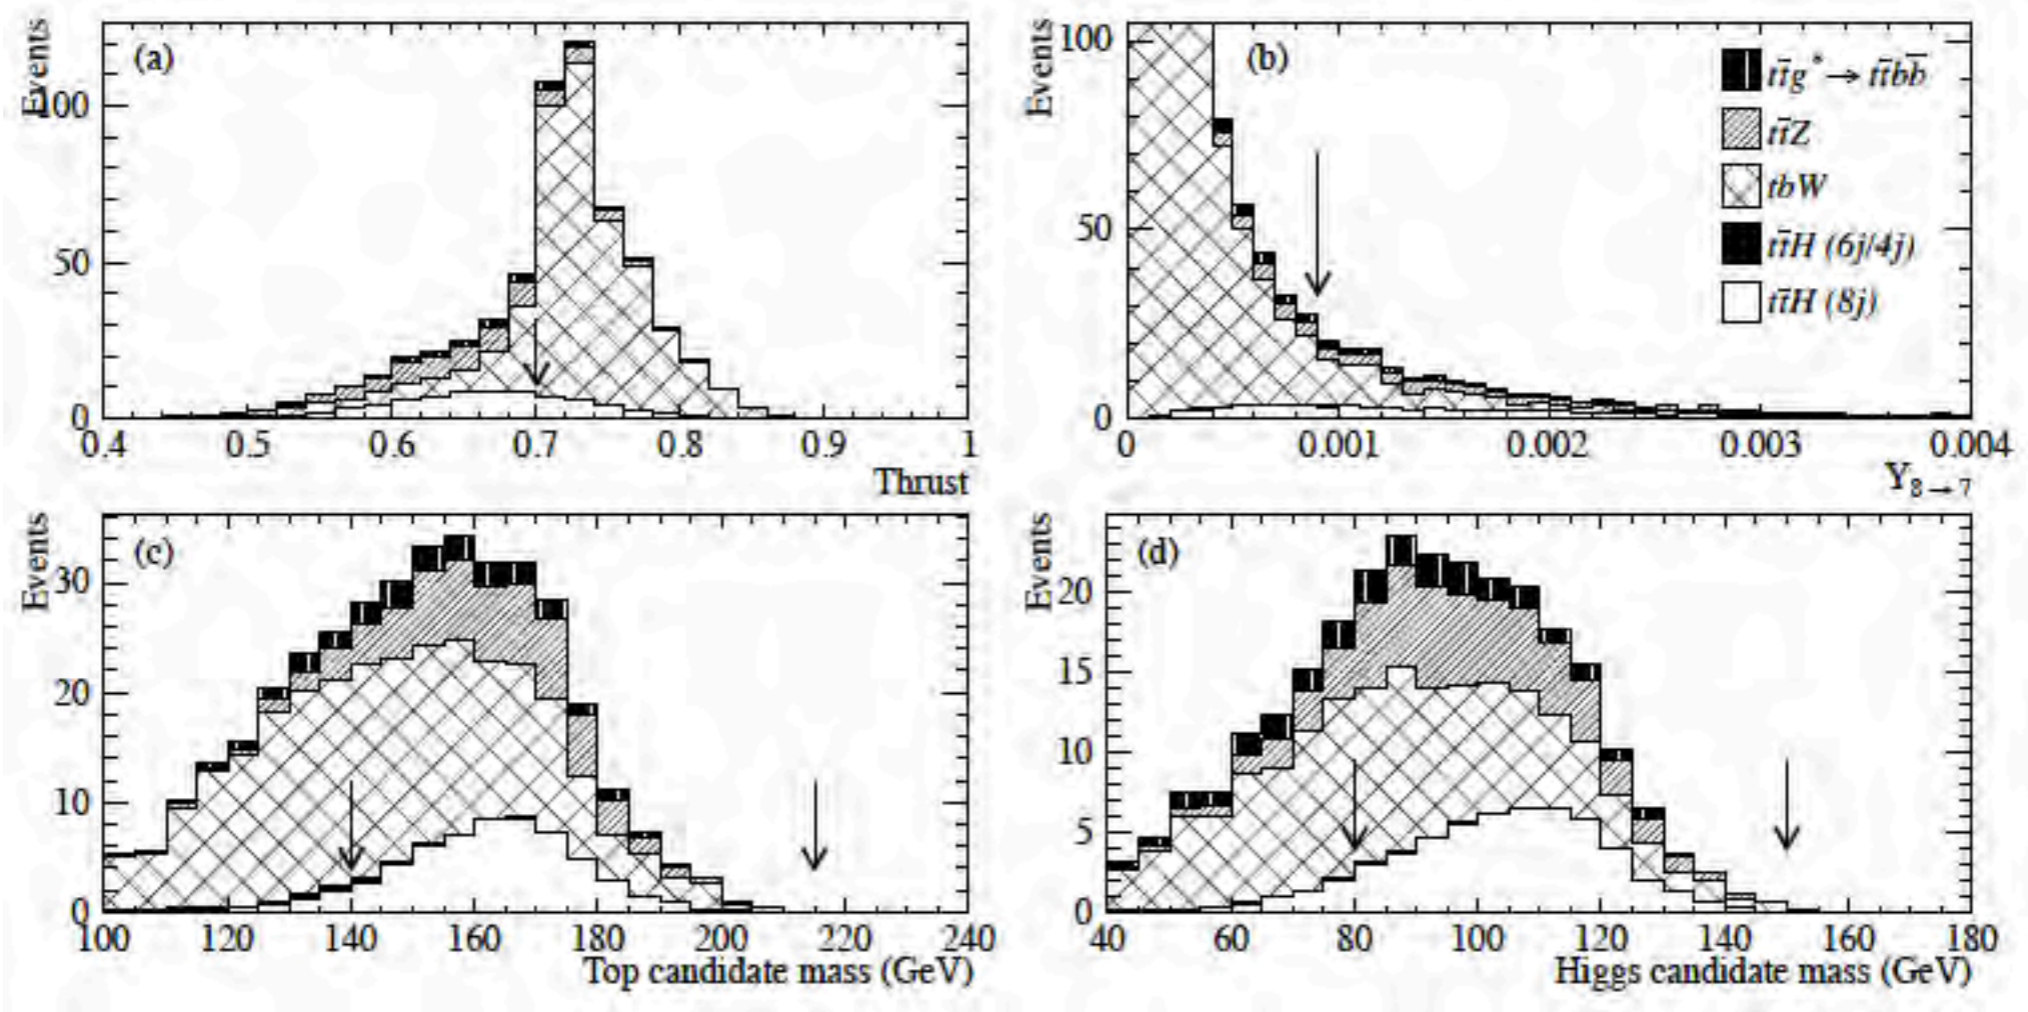 Events
(a)
100
50
0
0.4 0.5 0.6 0.7 0.8 0.9 1
Thrust
Events
(b)
100
50
0
0 0.001 0.002 0.003 0.004
Y₈→₇
tt̄g*→ tt̄bb̄
tt̄Z
tbW
tt̄H (6j/4j)
tt̄H (8j)
Events
(c)
30
20
10
0
100 120 140 160 180 200 220 240
Top candidate mass (GeV)
Events
(d)
20
15
10
5
0
40 60 80 100 120 140 160 180
Higgs candidate mass (GeV)